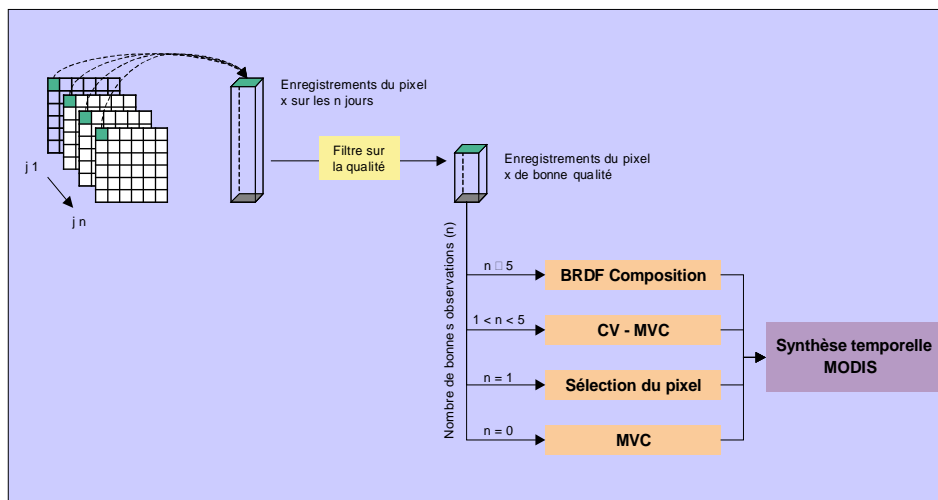 Enregistrements du pixel
x sur les n jours
Filtre sur
la qualité
Enregistrements du pixel
x de bonne qualité
j 1
j n
Nombre de bonnes observations (n)
n □ 5
BRDF Composition
1 < n < 5
CV - MVC
n = 1
Sélection du pixel
n = 0
MVC
Synthèse temporelle
MODIS